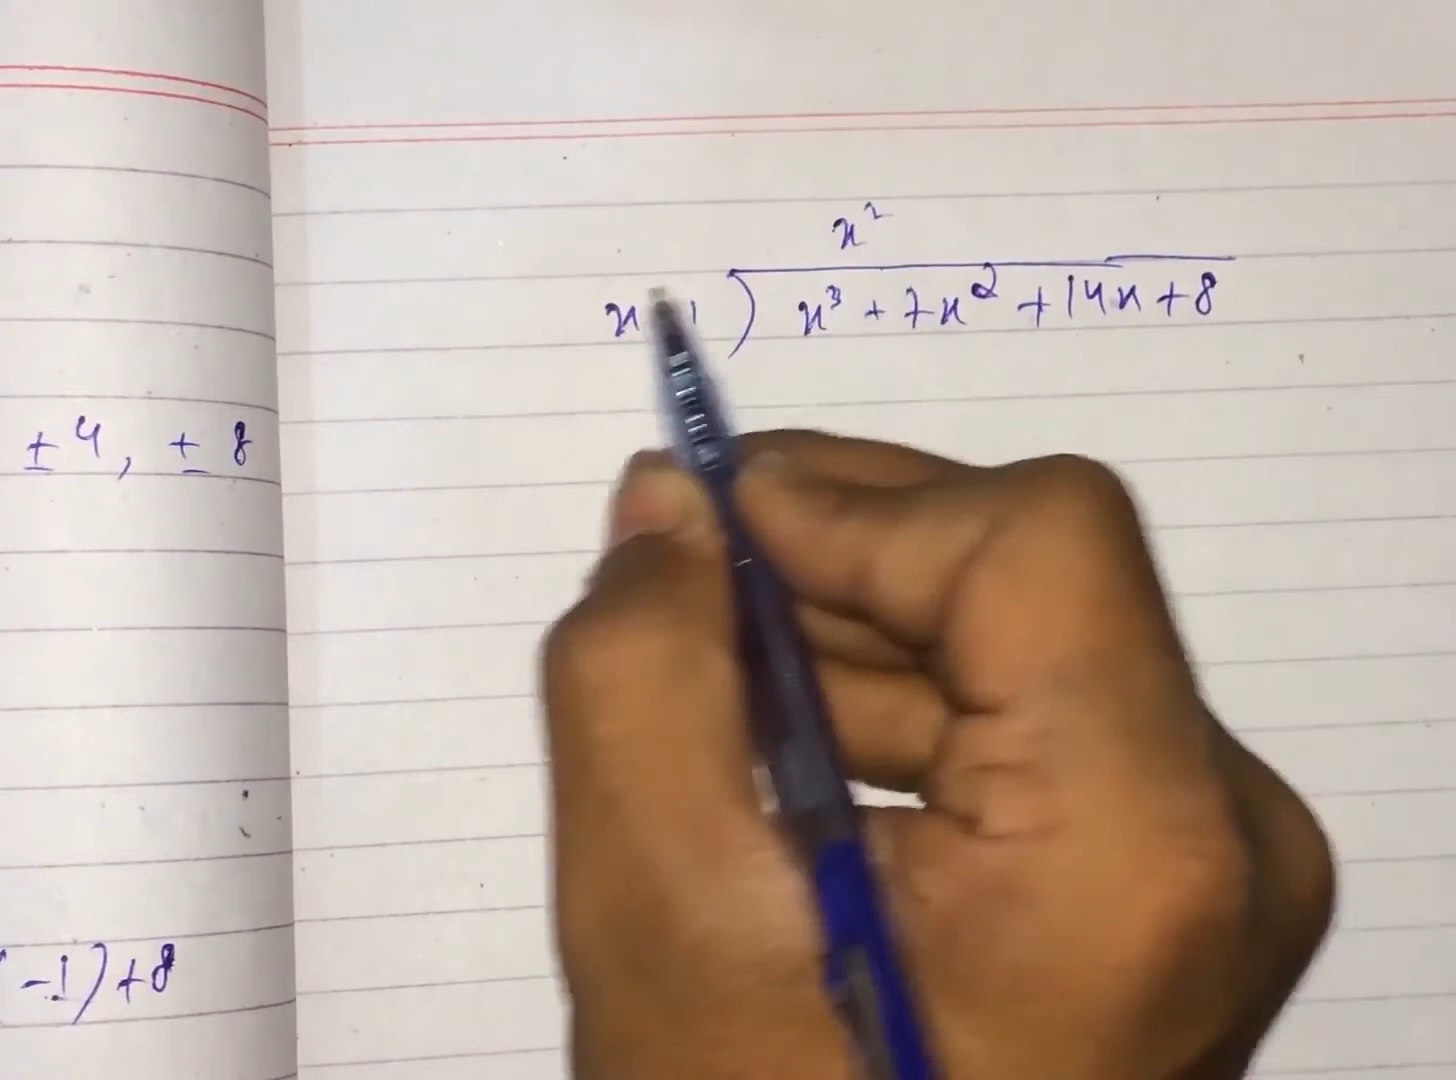 x²
x 1 ) x³ + 7x² + 14x + 8
± 4, ± 8
-1) + 8